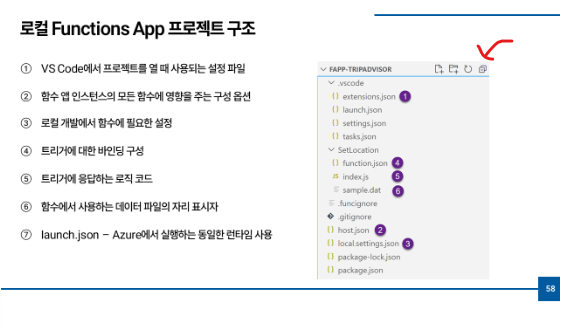 로컬 Functions App 프로젝트 구조
① VS Code에서 프로젝트를 열 때 사용되는 설정 파일
② 함수 앱 인스턴스의 모든 함수에 영향을 주는 구성 옵션
③ 로컬 개발에서 함수에 필요한 설정
④ 트리거에 대한 바인딩 구성
⑤ 트리거에 응답하는 로직 코드
⑥ 함수에서 사용하는 데이터 파일의 자리 표시자
⑦ launch.json – Azure에서 실행하는 동일한 런타임 사용
FAPP-TRIPADVISOR
.vscode
{} extensions.json 1
{} launch.json
{} settings.json
{} tasks.json
SetLocation
{} function.json 4
JS index.js 5
sample.dat 6
.funcignore
.gitignore
{} host.json 2
{} local.settings.json 3
{} package-lock.json
{} package.json
58